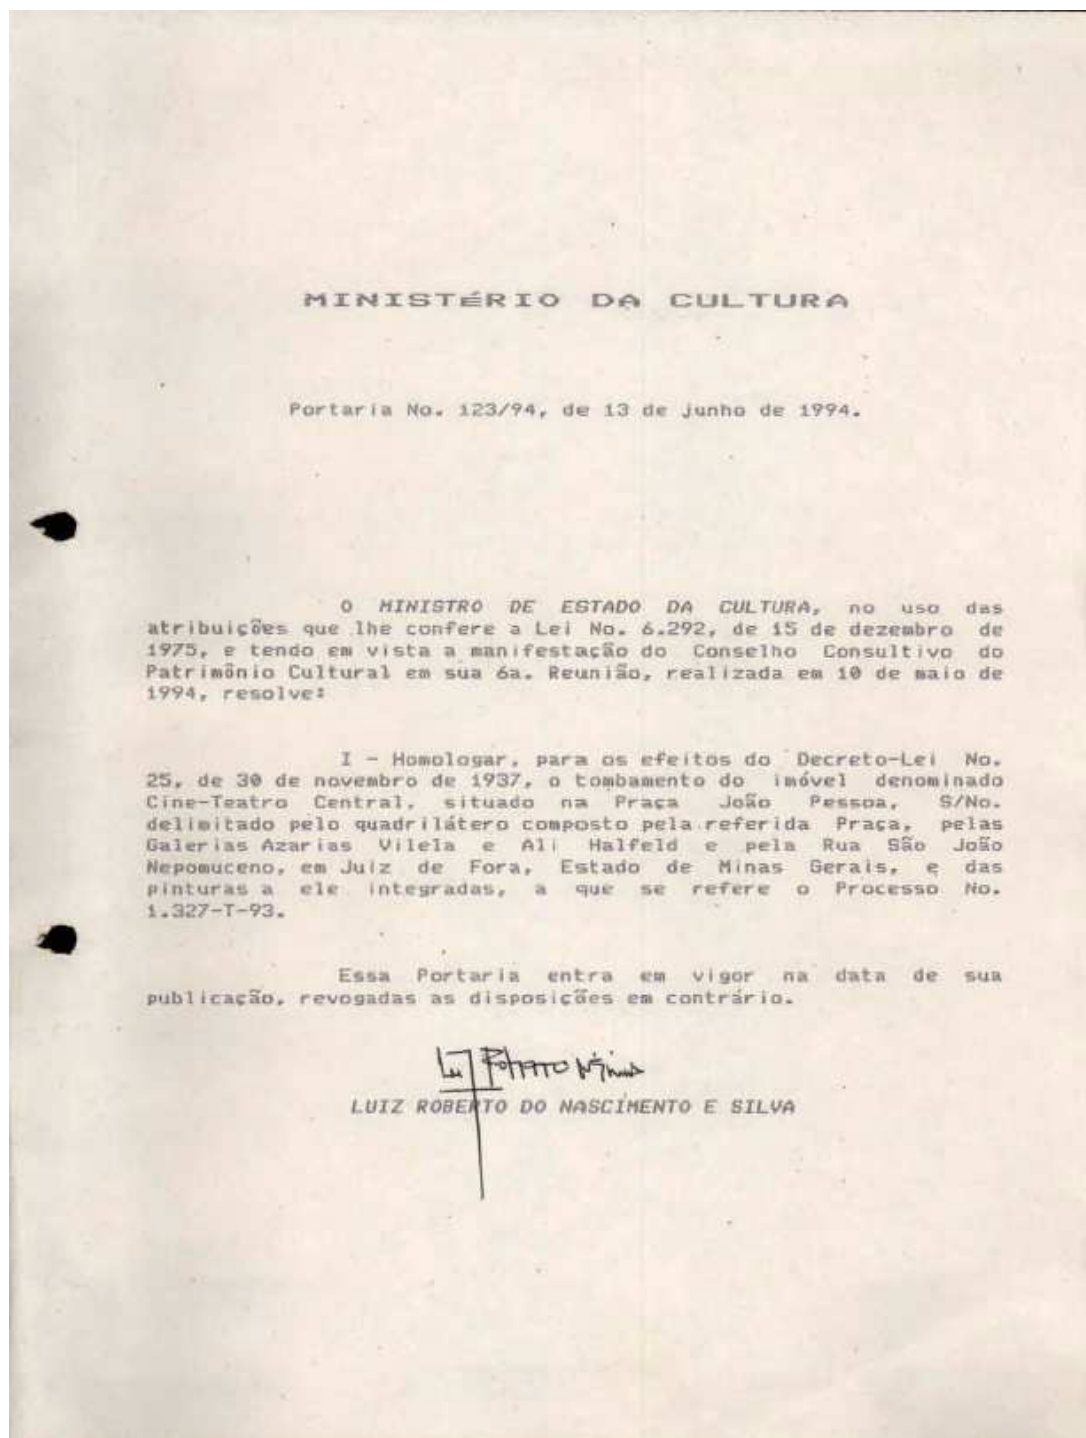 MINISTÉRIO DA CULTURA
Portaria No. 123/94, de 13 de junho de 1994.
O MINISTRO DE ESTADO DA CULTURA, no uso das
atribuições que lhe confere a Lei No. 6.292, de 15 de dezembro de
1975, e tendo em vista a manifestação do Conselho Consultivo do
Patrimônio Cultural em sua 6a. Reunião, realizada em 10 de maio de
1994, resolve:
I - Homologar, para os efeitos do Decreto-Lei No.
25, de 30 de novembro de 1937, o tombamento do imóvel denominado
Cine-Teatro Central, situado na Praça João Pessoa, S/No.
delimitado pelo quadrilátero composto pela referida Praça, pelas
Galerias Azarias Vilela e Ali Halfeld e pela Rua São João
Nepomuceno, em Juiz de Fora, Estado de Minas Gerais, e das
pinturas a ele integradas, a que se refere o Processo No.
1.327-T-93.
Essa Portaria entra em vigor na data de sua
publicação, revogadas as disposições em contrário.
LUIZ ROBERTO DO NASCIMENTO E SILVA